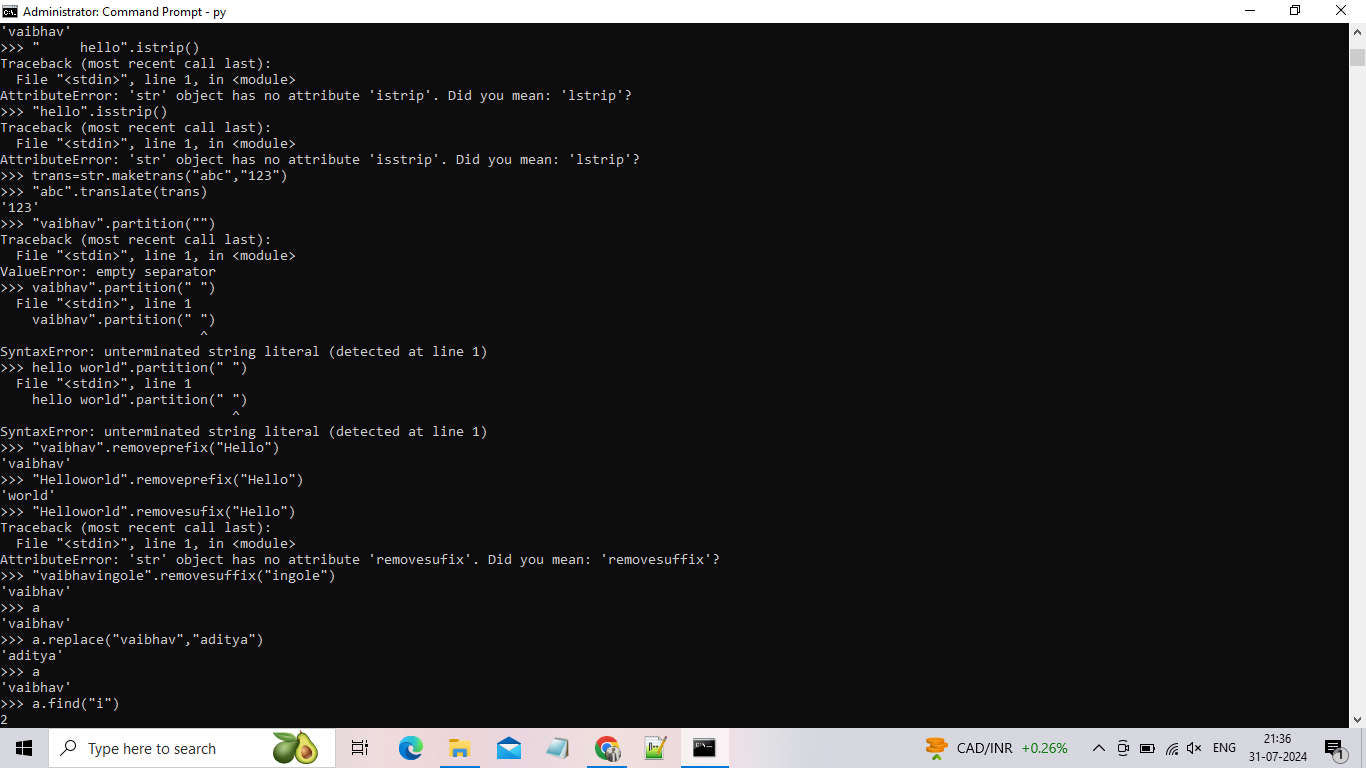 Administrator: Command Prompt - py
'vaibhav'
>>> "     hello".istrip()
Traceback (most recent call last):
  File "<stdin>", line 1, in <module>
AttributeError: 'str' object has no attribute 'istrip'. Did you mean: 'lstrip'?
>>> "hello".isstrip()
Traceback (most recent call last):
  File "<stdin>", line 1, in <module>
AttributeError: 'str' object has no attribute 'isstrip'. Did you mean: 'lstrip'?
>>> trans=str.maketrans("abc","123")
>>> "abc".translate(trans)
'123'
>>> "vaibhav".partition("")
Traceback (most recent call last):
  File "<stdin>", line 1, in <module>
ValueError: empty separator
>>> vaibhav".partition(" ")
  File "<stdin>", line 1
    vaibhav".partition(" ")
                         ^
SyntaxError: unterminated string literal (detected at line 1)
>>> hello world".partition(" ")
  File "<stdin>", line 1
    hello world".partition(" ")
                             ^
SyntaxError: unterminated string literal (detected at line 1)
>>> "vaibhav".removeprefix("Hello")
'vaibhav'
>>> "Helloworld".removeprefix("Hello")
'world'
>>> "Helloworld".removesufix("Hello")
Traceback (most recent call last):
  File "<stdin>", line 1, in <module>
AttributeError: 'str' object has no attribute 'removesufix'. Did you mean: 'removesuffix'?
>>> "vaibhavingole".removesuffix("ingole")
'vaibhav'
>>> a
'vaibhav'
>>> a.replace("vaibhav","aditya")
'aditya'
>>> a
'vaibhav'
>>> a.find("i")
2
Type here to search
CAD/INR +0.26%
ENG
21:36
31-07-2024
1